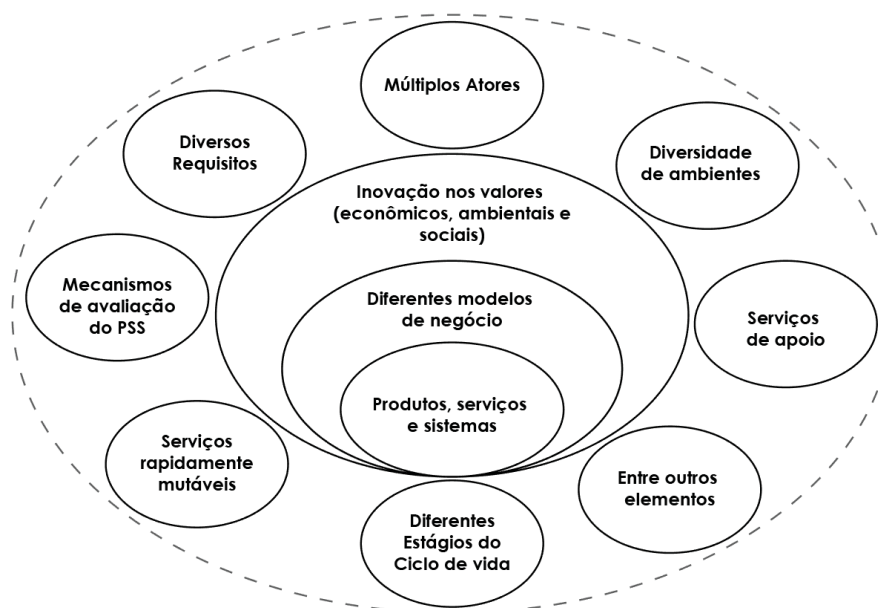 Múltiplos Atores
Diversos
Requisitos
Diversidade
de ambientes
Inovação nos valores
(econômicos, ambientais e
sociais)
Mecanismos
de avaliação
do PSS
Diferentes modelos
de negócio
Serviços
de apoio
Produtos, serviços
e sistemas
Serviços
rapidamente
mutáveis
Entre outros
elementos
Diferentes
Estágios do
Ciclo de vida